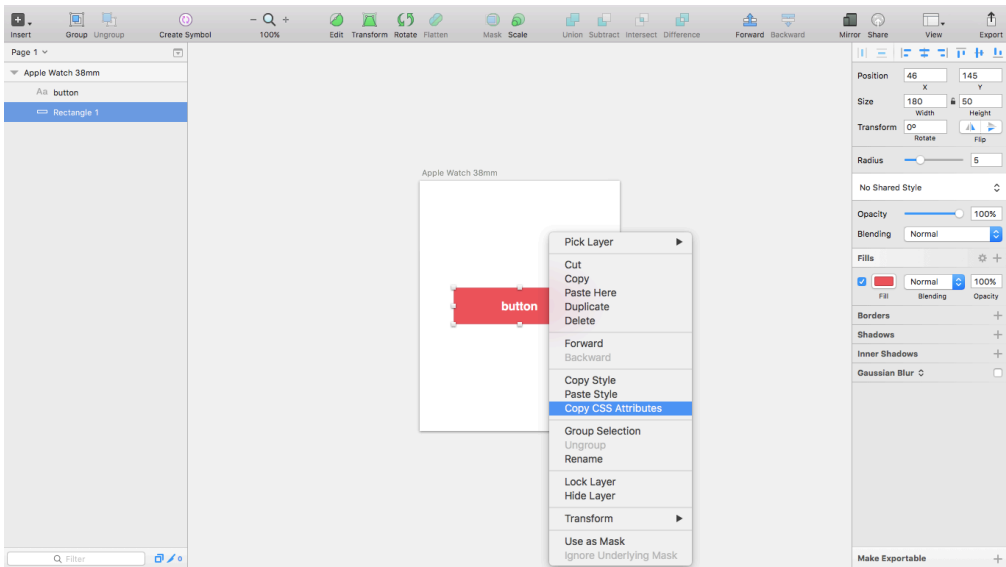 Insert Group Ungroup Create Symbol 100% Edit Transform Rotate Flatten Mask Scale Union Subtract Intersect Difference Forward Backward Mirror Share View Export
Page 1
Apple Watch 38mm
Aa button
Rectangle 1
Filter
0
Apple Watch 38mm
button
Pick Layer
Cut
Copy
Paste Here
Duplicate
Delete
Forward
Backward
Copy Style
Paste Style
Copy CSS Attributes
Group Selection
Ungroup
Rename
Lock Layer
Hide Layer
Transform
Use as Mask
Ignore Underlying Mask
Position 46 145
X Y
Size 180 50
Width Height
Transform 0º
Rotate Flip
Radius 5
No Shared Style
Opacity 100%
Blending Normal
Fills
Normal 100%
Fill Blending Opacity
Borders
Shadows
Inner Shadows
Gaussian Blur
Make Exportable